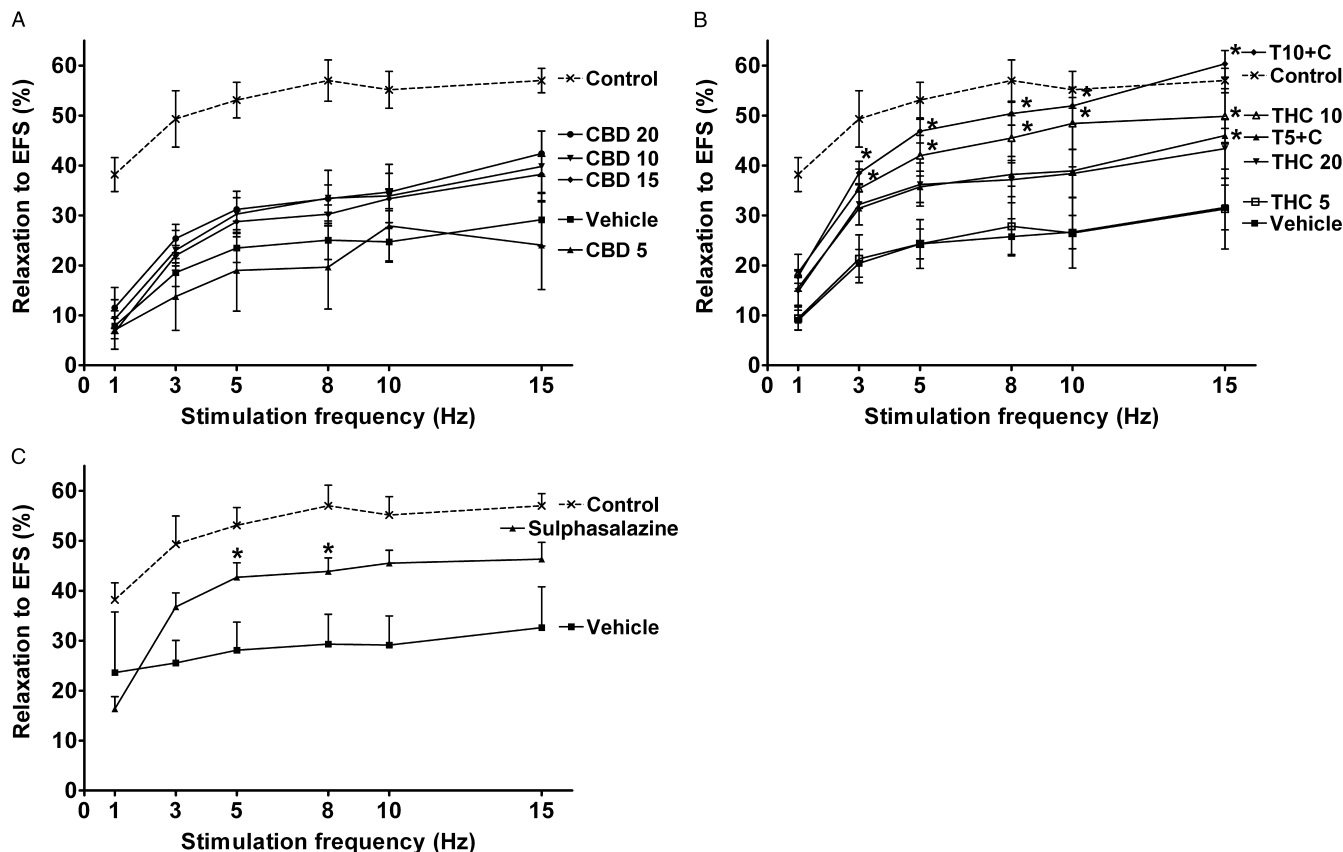 A
Relaxation to EFS (%)
60
50
40
30
20
10
0
0 1 3 5 8 10 15
Stimulation frequency (Hz)
Control
CBD 20
CBD 10
CBD 15
Vehicle
CBD 5
B
Relaxation to EFS (%)
60
50
40
30
20
10
0
0 1 3 5 8 10 15
Stimulation frequency (Hz)
* * * * * * * *
* T10+C
Control
* THC 10
* T5+C
THC 20
THC 5
Vehicle
C
Relaxation to EFS (%)
60
50
40
30
20
10
0
0 1 3 5 8 10 15
Stimulation frequency (Hz)
* *
Control
Sulphasalazine
Vehicle